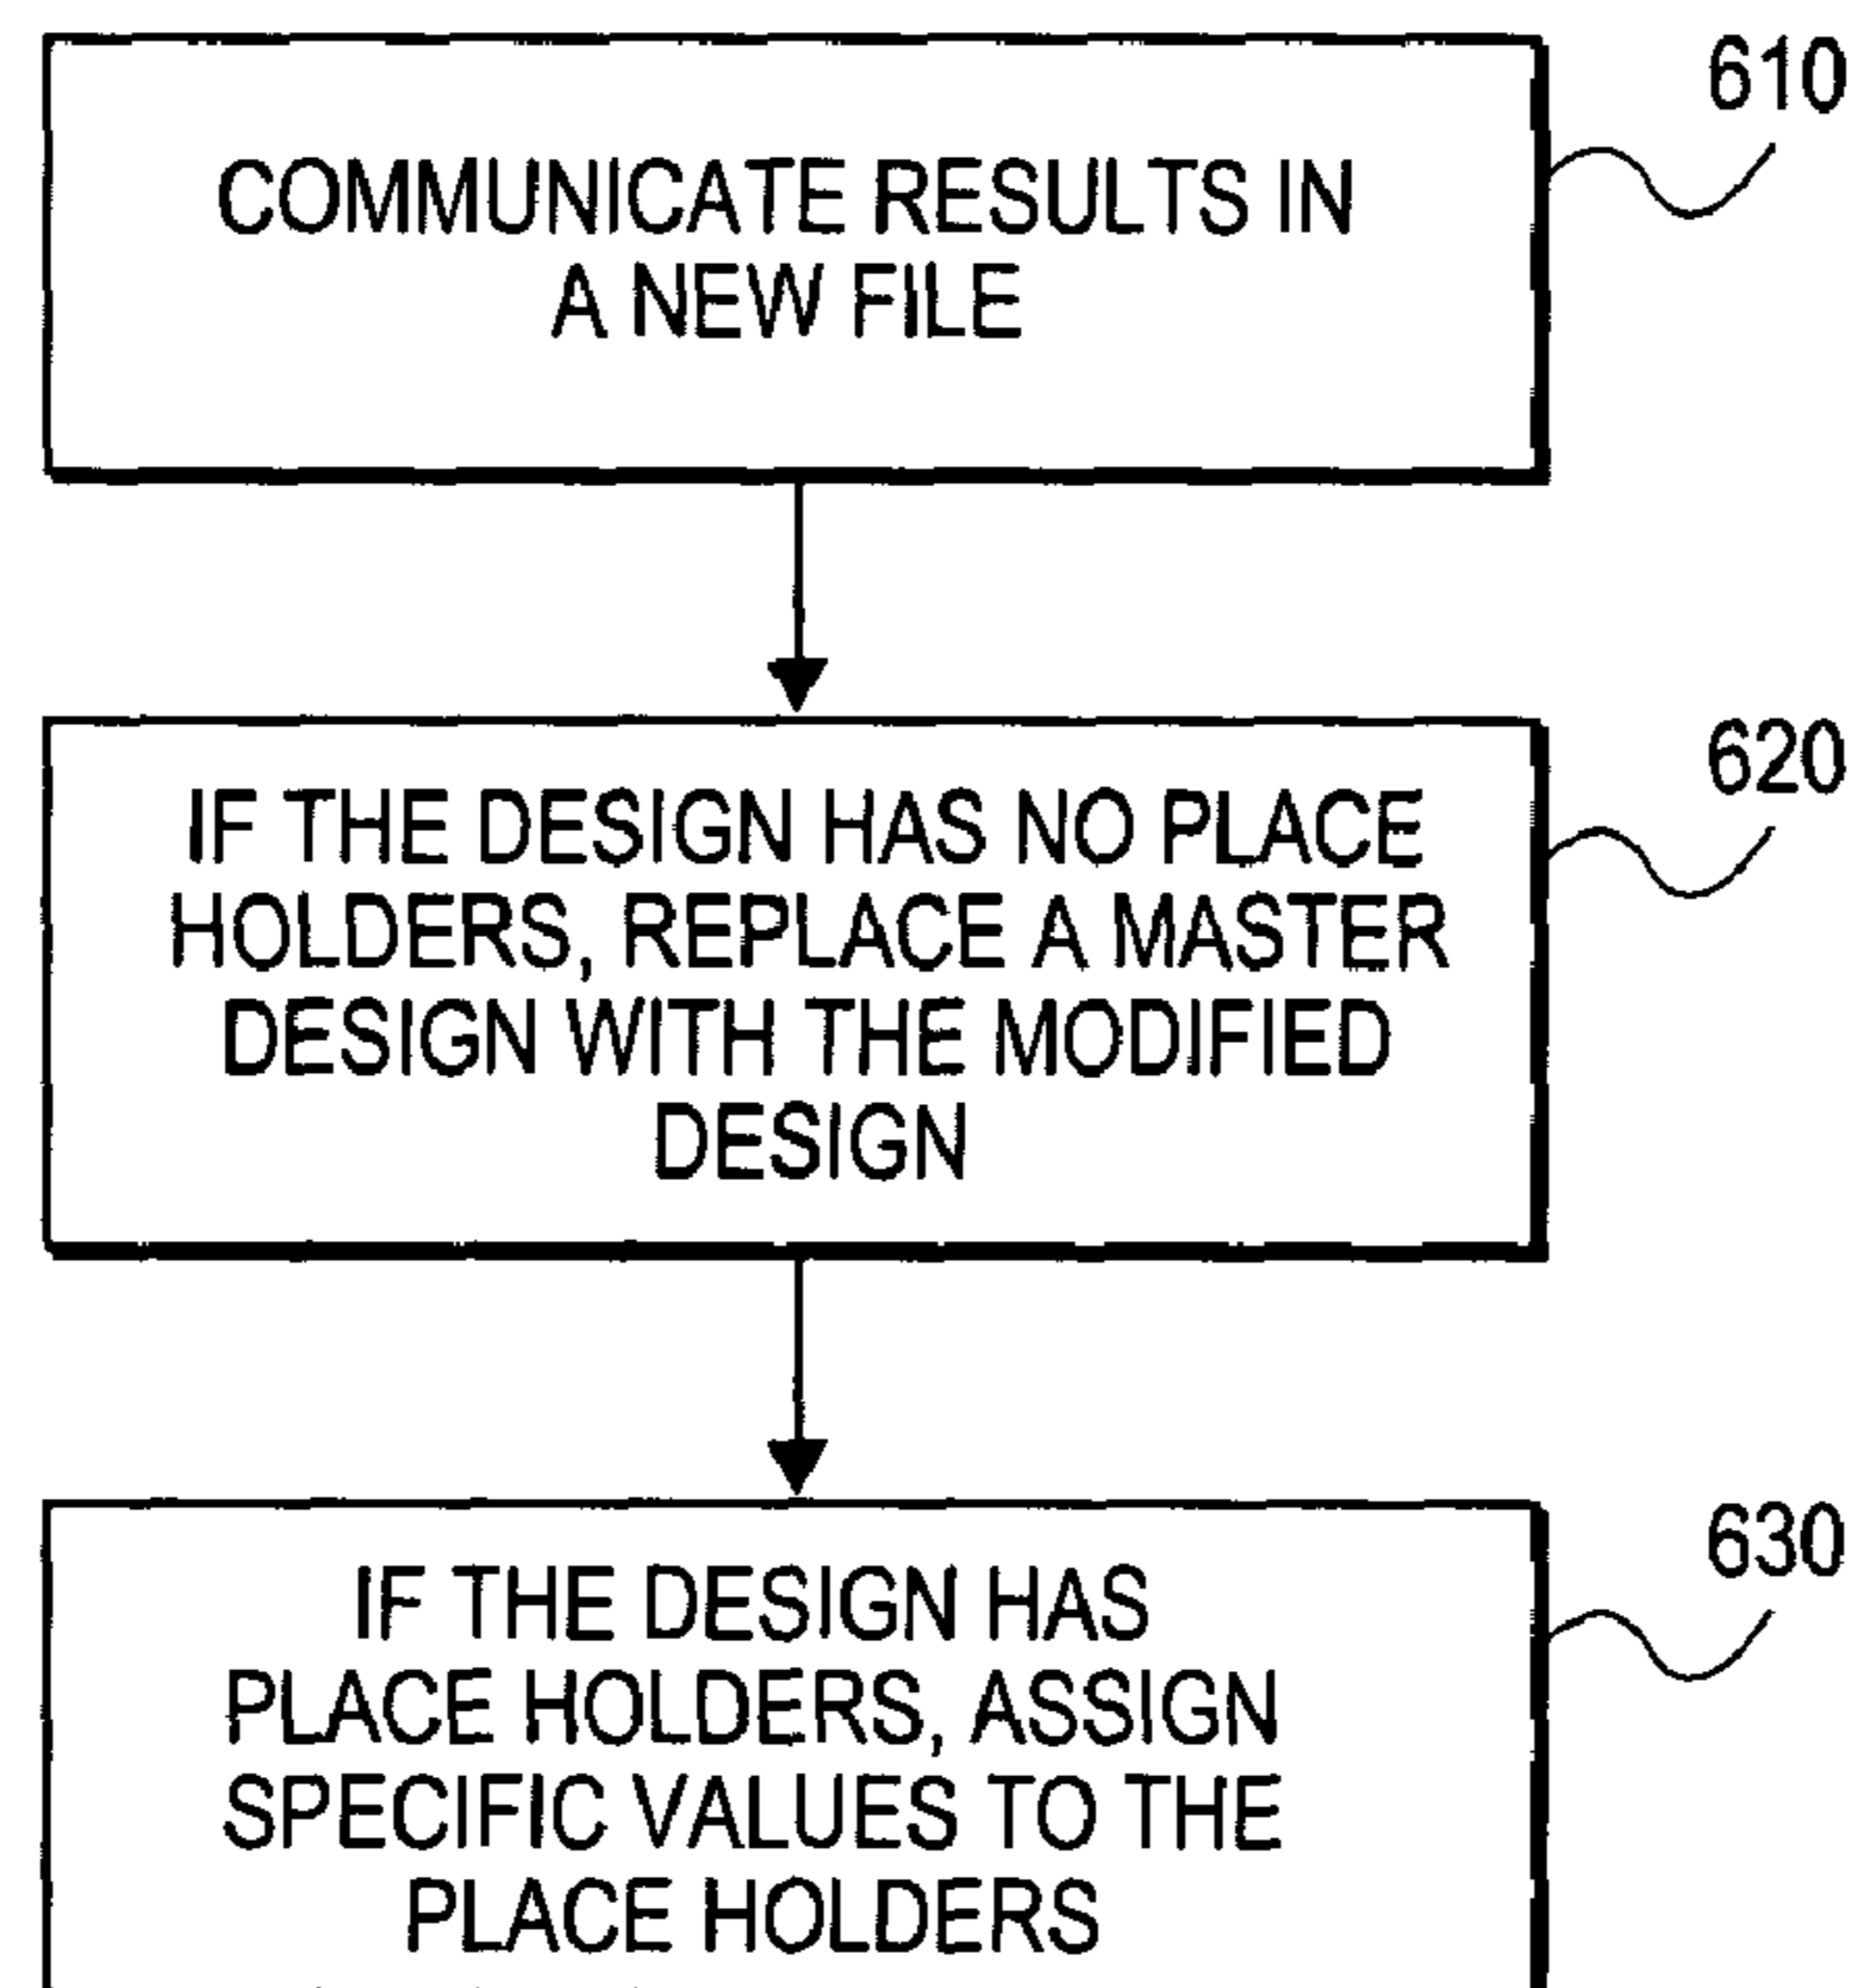 610
COMMUNICATE RESULTS IN
A NEW FILE
620
IF THE DESIGN HAS NO PLACE
HOLDERS, REPLACE A MASTER
DESIGN WITH THE MODIFIED
DESIGN
630
IF THE DESIGN HAS
PLACE HOLDERS, ASSIGN
SPECIFIC VALUES TO THE
PLACE HOLDERS